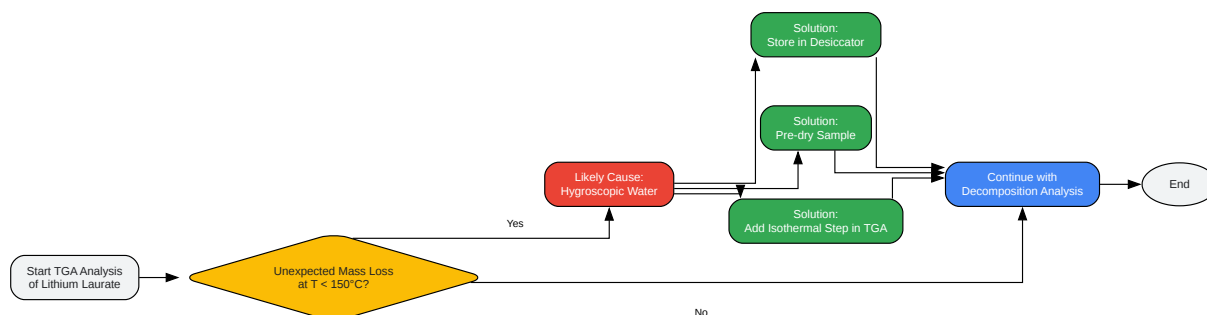 Solution:
Store in Desiccator
Solution:
Pre-dry Sample
Likely Cause:
Hygroscopic Water
Continue with
Decomposition Analysis
End
Solution:
Add Isothermal Step in TGA
Yes
Start TGA Analysis
of Lithium Laurate
Unexpected Mass Loss
at T < 150°C?
No